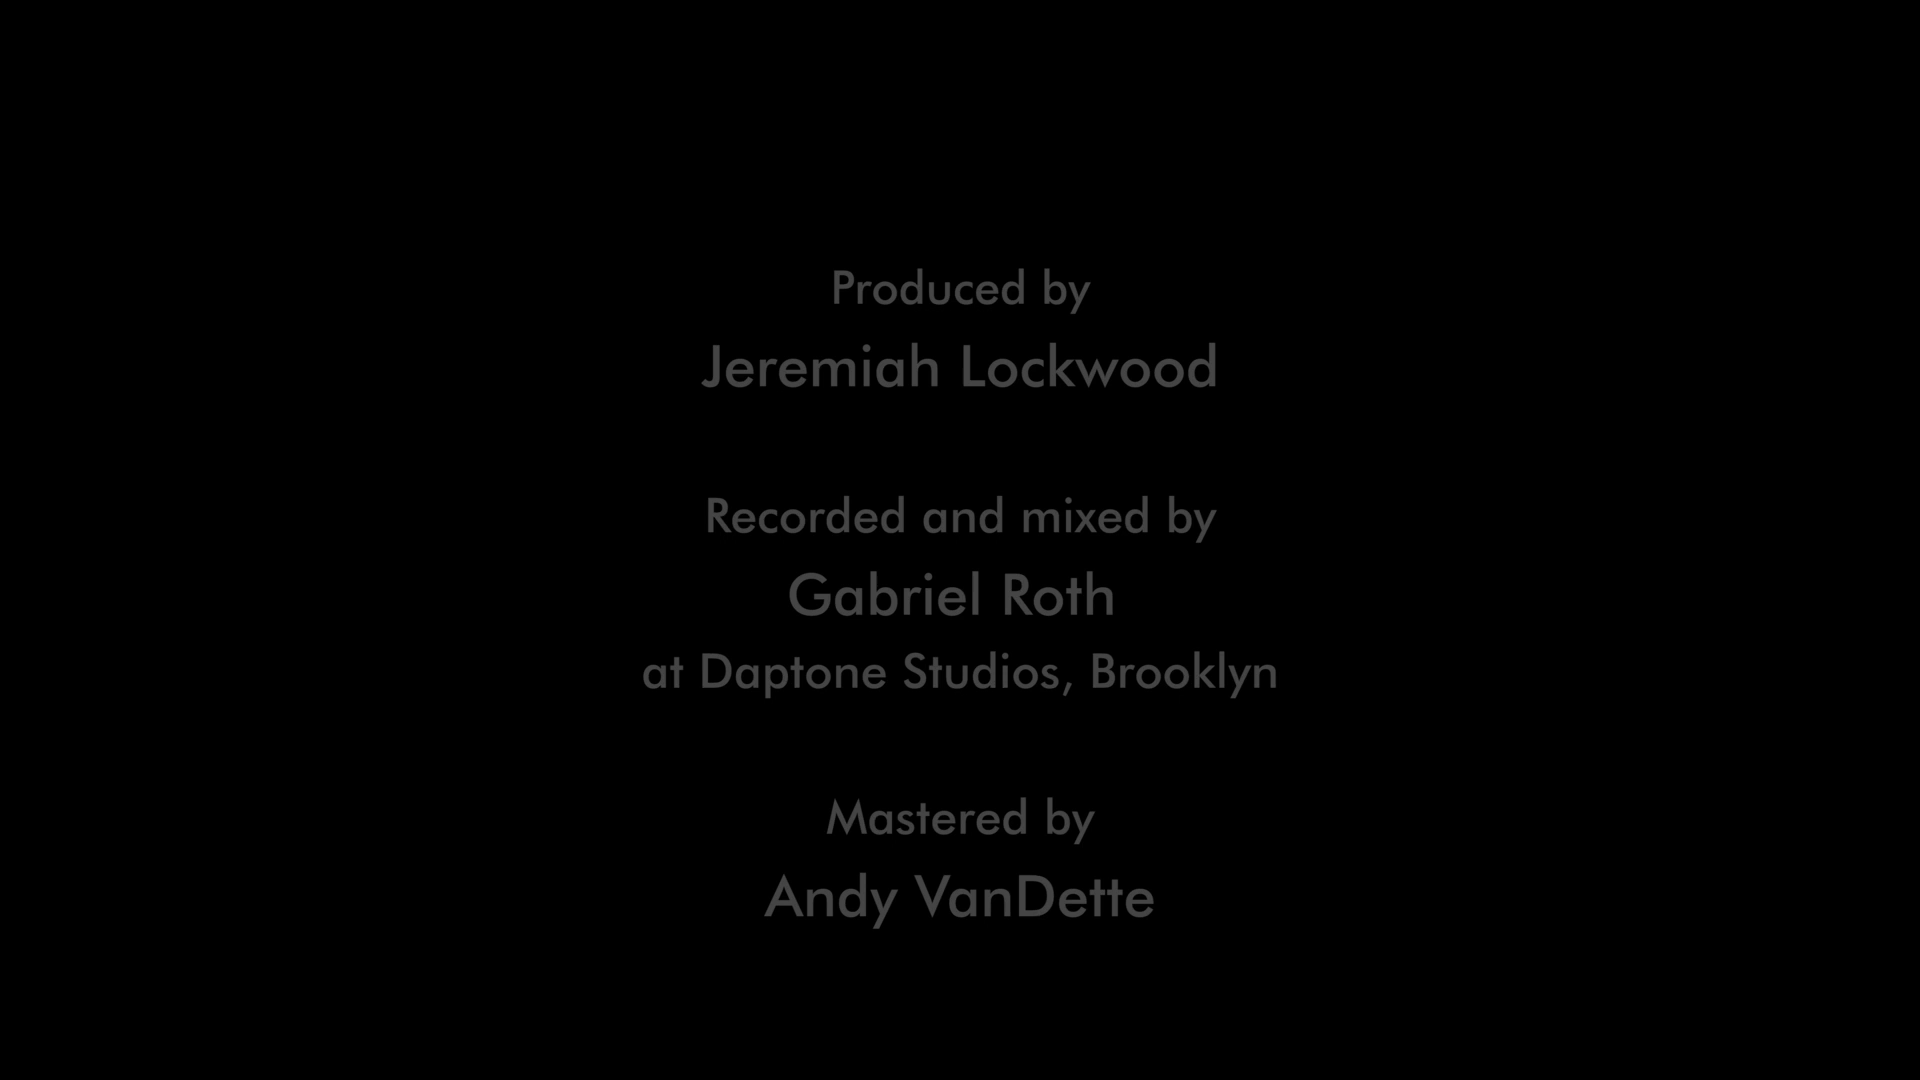 Produced by
Jeremiah Lockwood
Recorded and mixed by
Gabriel Roth
at Daptone Studios, Brooklyn
Mastered by
Andy VanDette